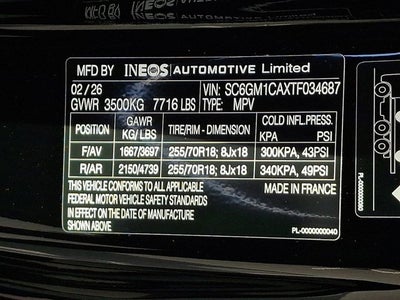 MFD BY INEOS AUTOMOTIVE Limited
02 / 26 VIN: SC6GM1CAXTF034687
GVWR 3500KG 7716 LBS TYPE: MPV
POSITION GAWR KG/LBS TIRE/RIM - DIMENSION COLD INFL.PRESS. KPA PSI
F/AV 1667/3697 255/70R18; 8Jx18 300KPA, 43PSI
R/AR 2150/4739 255/70R18; 8Jx18 340KPA, 49PSI
THIS VEHICLE CONFORMS TO ALL APPLICABLE MADE IN FRANCE
FEDERAL MOTOR VEHICLE SAFETY STANDARDS
IN EFFECT ON THE DATE OF MANUFACTURE
SHOWN ABOVE PL-0000000040